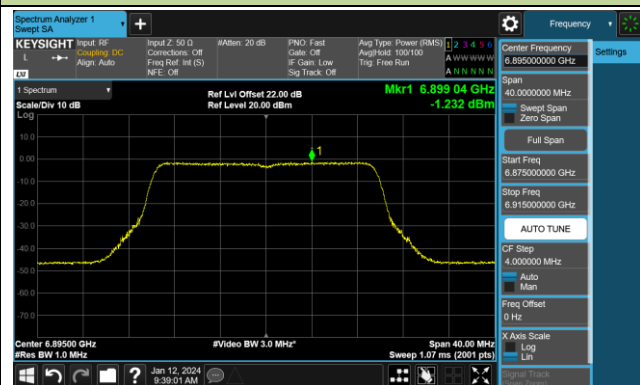 Spectrum Analyzer 1
Swept SA
Frequency
KEYSIGHT
L
LXI
Input: RF
Coupling: DC
Align: Auto
Input Z: 50 Ω
Corrections: Off
Freq Ref: Int (S)
NFE: Off
#Atten: 20 dB
PNO: Fast
Gate: Off
IF Gain: Low
Sig Track: Off
Avg Type: Power (RMS)
Avg|Hold: 100/100
Trig: Free Run
1 2 3 4 5 6
A W W W W W
A N N N N N
1 Spectrum
Scale/Div 10 dB
Log
Ref Lvl Offset 22.00 dB
Ref Level 20.00 dBm
Mkr1 6.899 04 GHz
-1.232 dBm
1
10.0
0.00
-10.0
-20.0
-30.0
-40.0
-50.0
-60.0
-70.0
Center 6.89500 GHz
#Res BW 1.0 MHz
#Video BW 3.0 MHz*
Span 40.00 MHz
Sweep 1.07 ms (2001 pts)
Center Frequency
6.895000000 GHz
Span
40.0000000 MHz
Swept Span
Zero Span
Full Span
Start Freq
6.875000000 GHz
Stop Freq
6.915000000 GHz
AUTO TUNE
CF Step
4.000000 MHz
Auto
Man
Freq Offset
0 Hz
X Axis Scale
Log
Lin
Signal Track
(Span Zoom)
Settings
Jan 12, 2024
9:39:01 AM